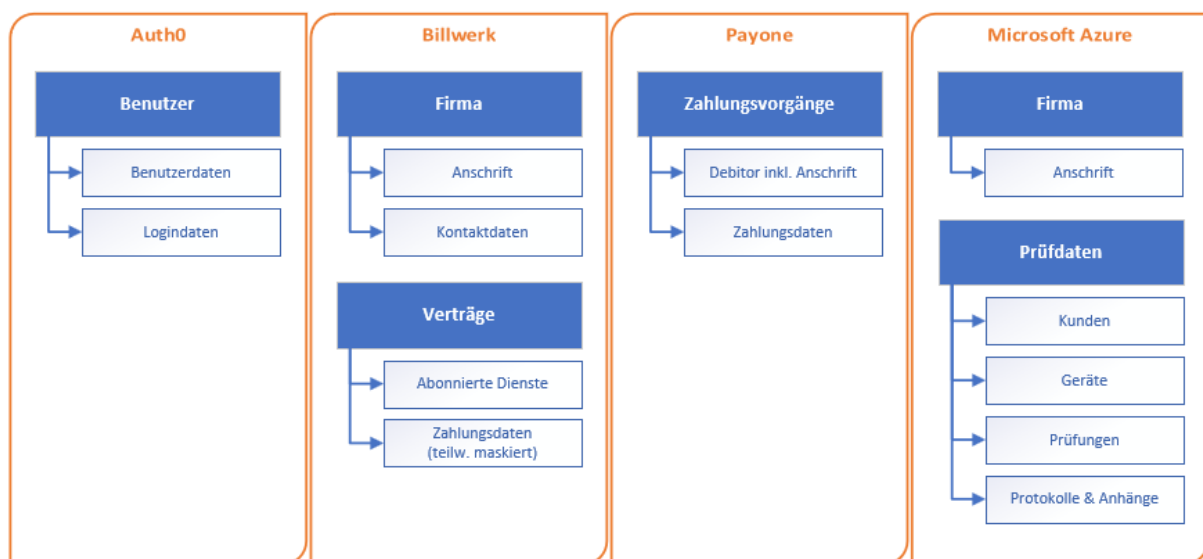 Auth0
Benutzer
Benutzerdaten
Logindaten
Billwerk
Firma
Anschrift
Kontaktdaten
Verträge
Abonnierte Dienste
Zahlungsdaten
(teilw. maskiert)
Payone
Zahlungsvorgänge
Debitor inkl. Anschrift
Zahlungsdaten
Microsoft Azure
Firma
Anschrift
Prüfdaten
Kunden
Geräte
Prüfungen
Protokolle & Anhänge